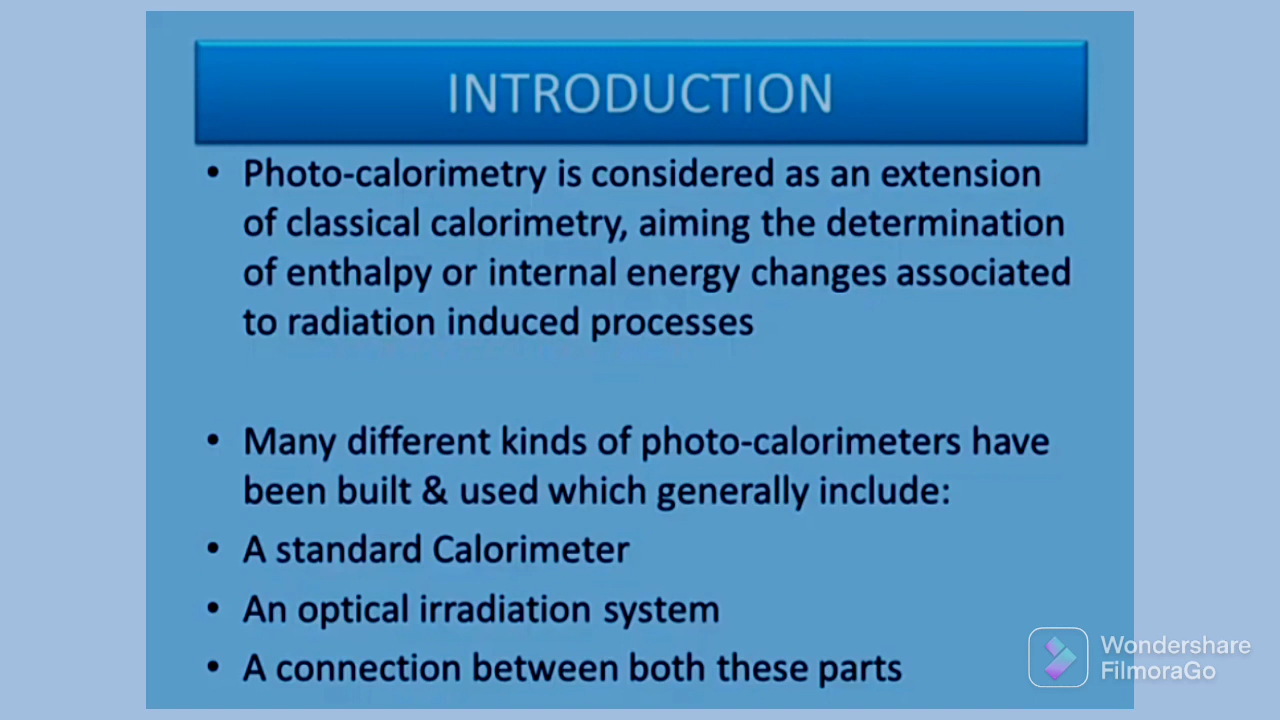 INTRODUCTION
• Photo-calorimetry is considered as an extension
of classical calorimetry, aiming the determination
of enthalpy or internal energy changes associated
to radiation induced processes
• Many different kinds of photo-calorimeters have
been built & used which generally include:
• A standard Calorimeter
• An optical irradiation system
• A connection between both these parts
Wondershare
FilmoraGo